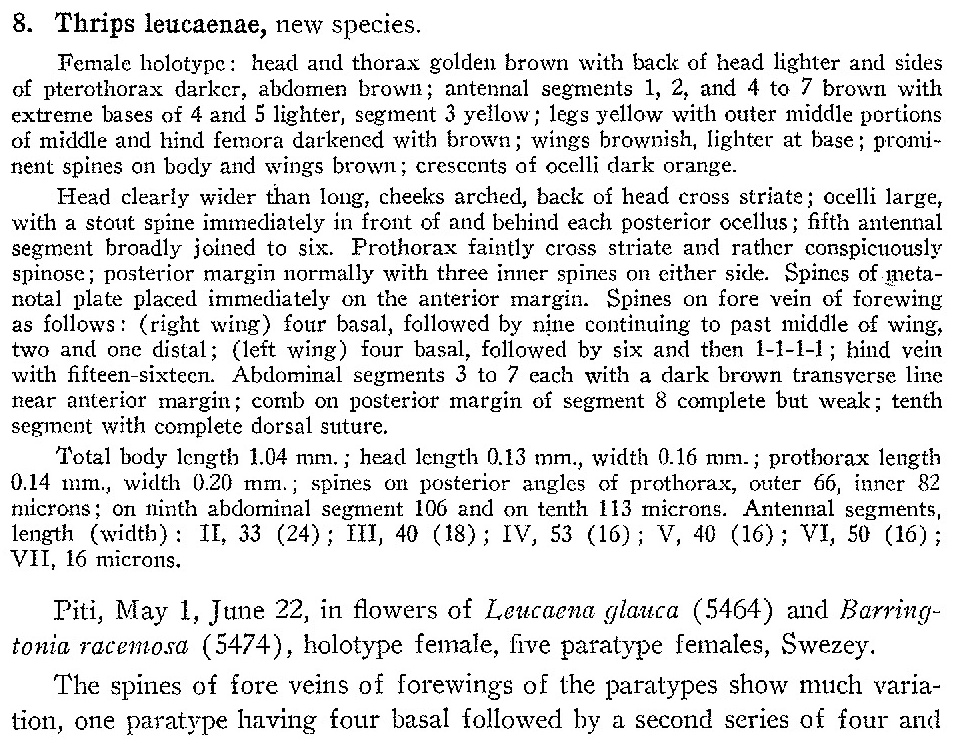 8. Thrips leucaenae, new species.
Female holotype: head and thorax golden brown with back of head lighter and sides
of pterothorax darker, abdomen brown; antennal segments 1, 2, and 4 to 7 brown with
extreme bases of 4 and 5 lighter, segment 3 yellow; legs yellow with outer middle portions
of middle and hind femora darkened with brown; wings brownish, lighter at base; promi-
nent spines on body and wings brown; crescents of ocelli dark orange.
Head clearly wider than long, cheeks arched, back of head cross striate; ocelli large,
with a stout spine immediately in front of and behind each posterior ocellus; fifth antennal
segment broadly joined to six. Prothorax faintly cross striate and rather conspicuously
spinose; posterior margin normally with three inner spines on either side. Spines of meta-
notal plate placed immediately on the anterior margin. Spines on fore vein of forewing
as follows: (right wing) four basal, followed by nine continuing to past middle of wing,
two and one distal; (left wing) four basal, followed by six and then 1-1-1-1; hind vein
with fifteen-sixteen. Abdominal segments 3 to 7 each with a dark brown transverse line
near anterior margin; comb on posterior margin of segment 8 complete but weak; tenth
segment with complete dorsal suture.
Total body length 1.04 mm.; head length 0.13 mm., width 0.16 mm.; prothorax length
0.14 mm., width 0.20 mm.; spines on posterior angles of prothorax, outer 66, inner 82
microns; on ninth abdominal segment 106 and on tenth 113 microns. Antennal segments,
length (width): II, 33 (24); III, 40 (18); IV, 53 (16); V, 40 (16); VI, 50 (16);
VII, 16 microns.
Piti, May 1, June 22, in flowers of Leucaena glauca (5464) and Barring-
tonia racemosa (5474), holotype female, five paratype females, Swezey.
The spines of fore veins of forewings of the paratypes show much varia-
tion, one paratype having four basal followed by a second series of four and